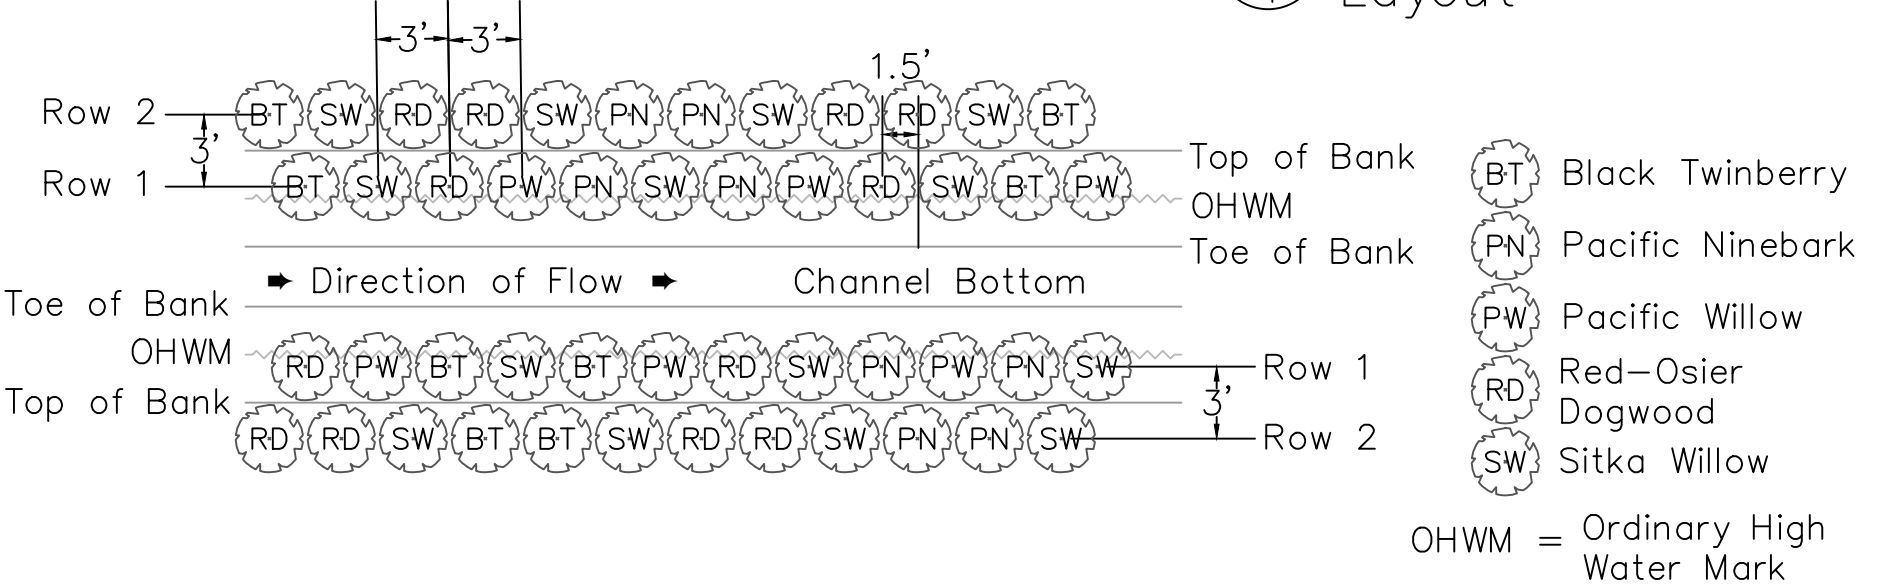 Layout
3' 3'
1.5'
Row 2 BT SW RD RD SW PN PN SW RD RD SW BT
3'
Top of Bank
Row 1 BT SW RD PW PN SW PN PW RD SW BT PW
OHWM
Toe of Bank
Direction of Flow Channel Bottom
Toe of Bank
OHWM
RD PW BT SW BT PW RD SW PN PW PN SW Row 1
Top of Bank
3'
RD RD SW BT BT SW RD RD SW PN PN SW Row 2
BT Black Twinberry
PN Pacific Ninebark
PW Pacific Willow
RD Red-Osier
Dogwood
SW Sitka Willow
OHWM = Ordinary High
Water Mark